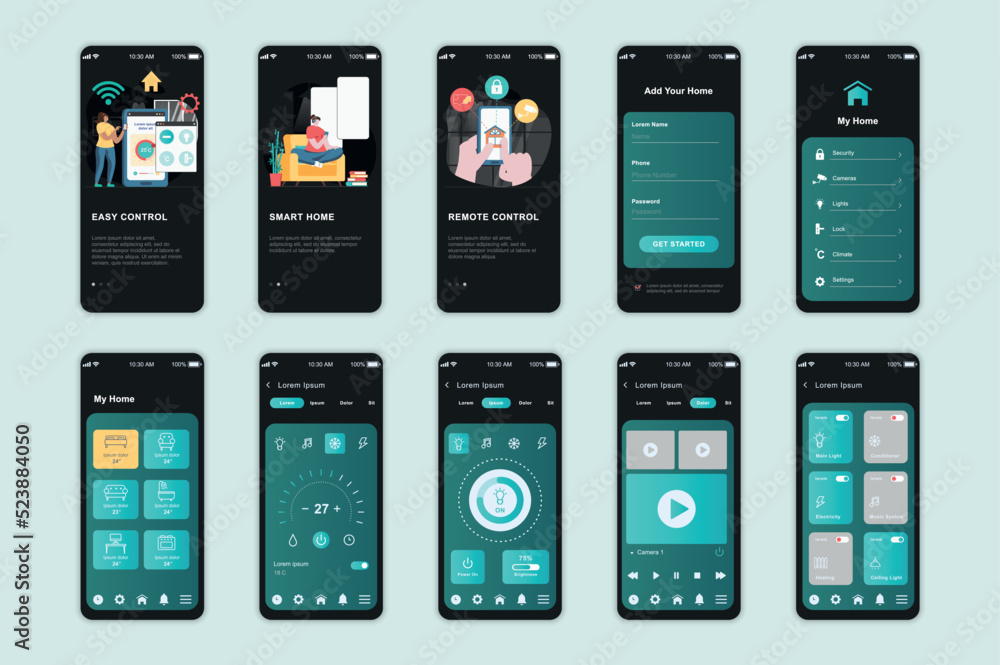 10:30 AM 100%
Lorem ipsum
dolor sit
25°C
EASY CONTROL
Lorem ipsum dolor sit amet, consectetur
adipiscing elit, sed do eiusmod tempor
incididunt ut labore et dolore magna
aliqua. Ut enim ad minim veniam, quis
nostrud exercitation.
10:30 AM 100%
SMART HOME
Lorem ipsum dolor sit amet,
consectetur adipiscing elit, sed do
eiusmod tempor incididunt ut
labore et dolore.
10:30 AM 100%
REMOTE CONTROL
Lorem ipsum dolor sit amet,
consectetur adipiscing elit, sed do
eiusmod tempor incididunt ut
labore et dolore magna
aliqua.
10:30 AM 100%
Add Your Home
Lorem Name
Name
Phone
Phone Number
Password
Password
GET STARTED
10:30 AM 100%
My Home
Security
Cameras
Lights
Lock
°C Climate
Settings
10:30 AM 100%
My Home
Ipsum dolor
24°
Ipsum dolor
24°
Ipsum dolor
23°
Ipsum dolor
24°
Ipsum dolor
24°
Ipsum dolor
24°
10:30 AM 100%
Lorem Ipsum
Lorem Ipsum Dolor Sit
− 27 +
Lorem ipsum
18 C
10:30 AM 100%
Lorem Ipsum
Lorem Ipsum Dolor Sit
ON
Power On
75%
Brightness
10:30 AM 100%
Lorem Ipsum
Lorem Ipsum Dolor Sit
Camera 1
10:30 AM 100%
Lorem Ipsum
Main Light
Conditioner
Electricity
Music System
Heating
Ceiling Light
Adobe Stock
Adobe Stock | #523884050